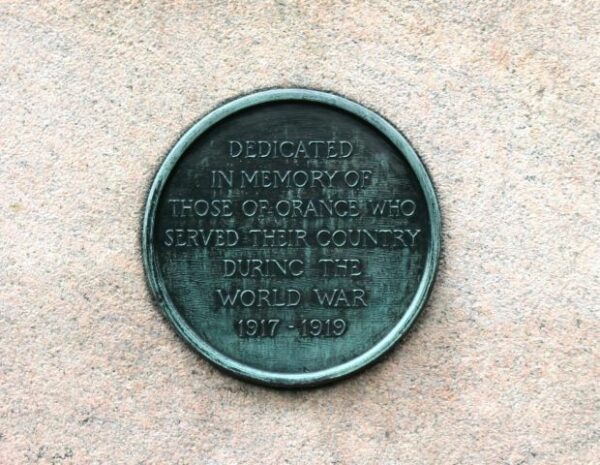 DEDICATED
IN MEMORY OF
THOSE OF ORANGE WHO
SERVED THEIR COUNTRY
DURING THE
WORLD WAR
1917 - 1919